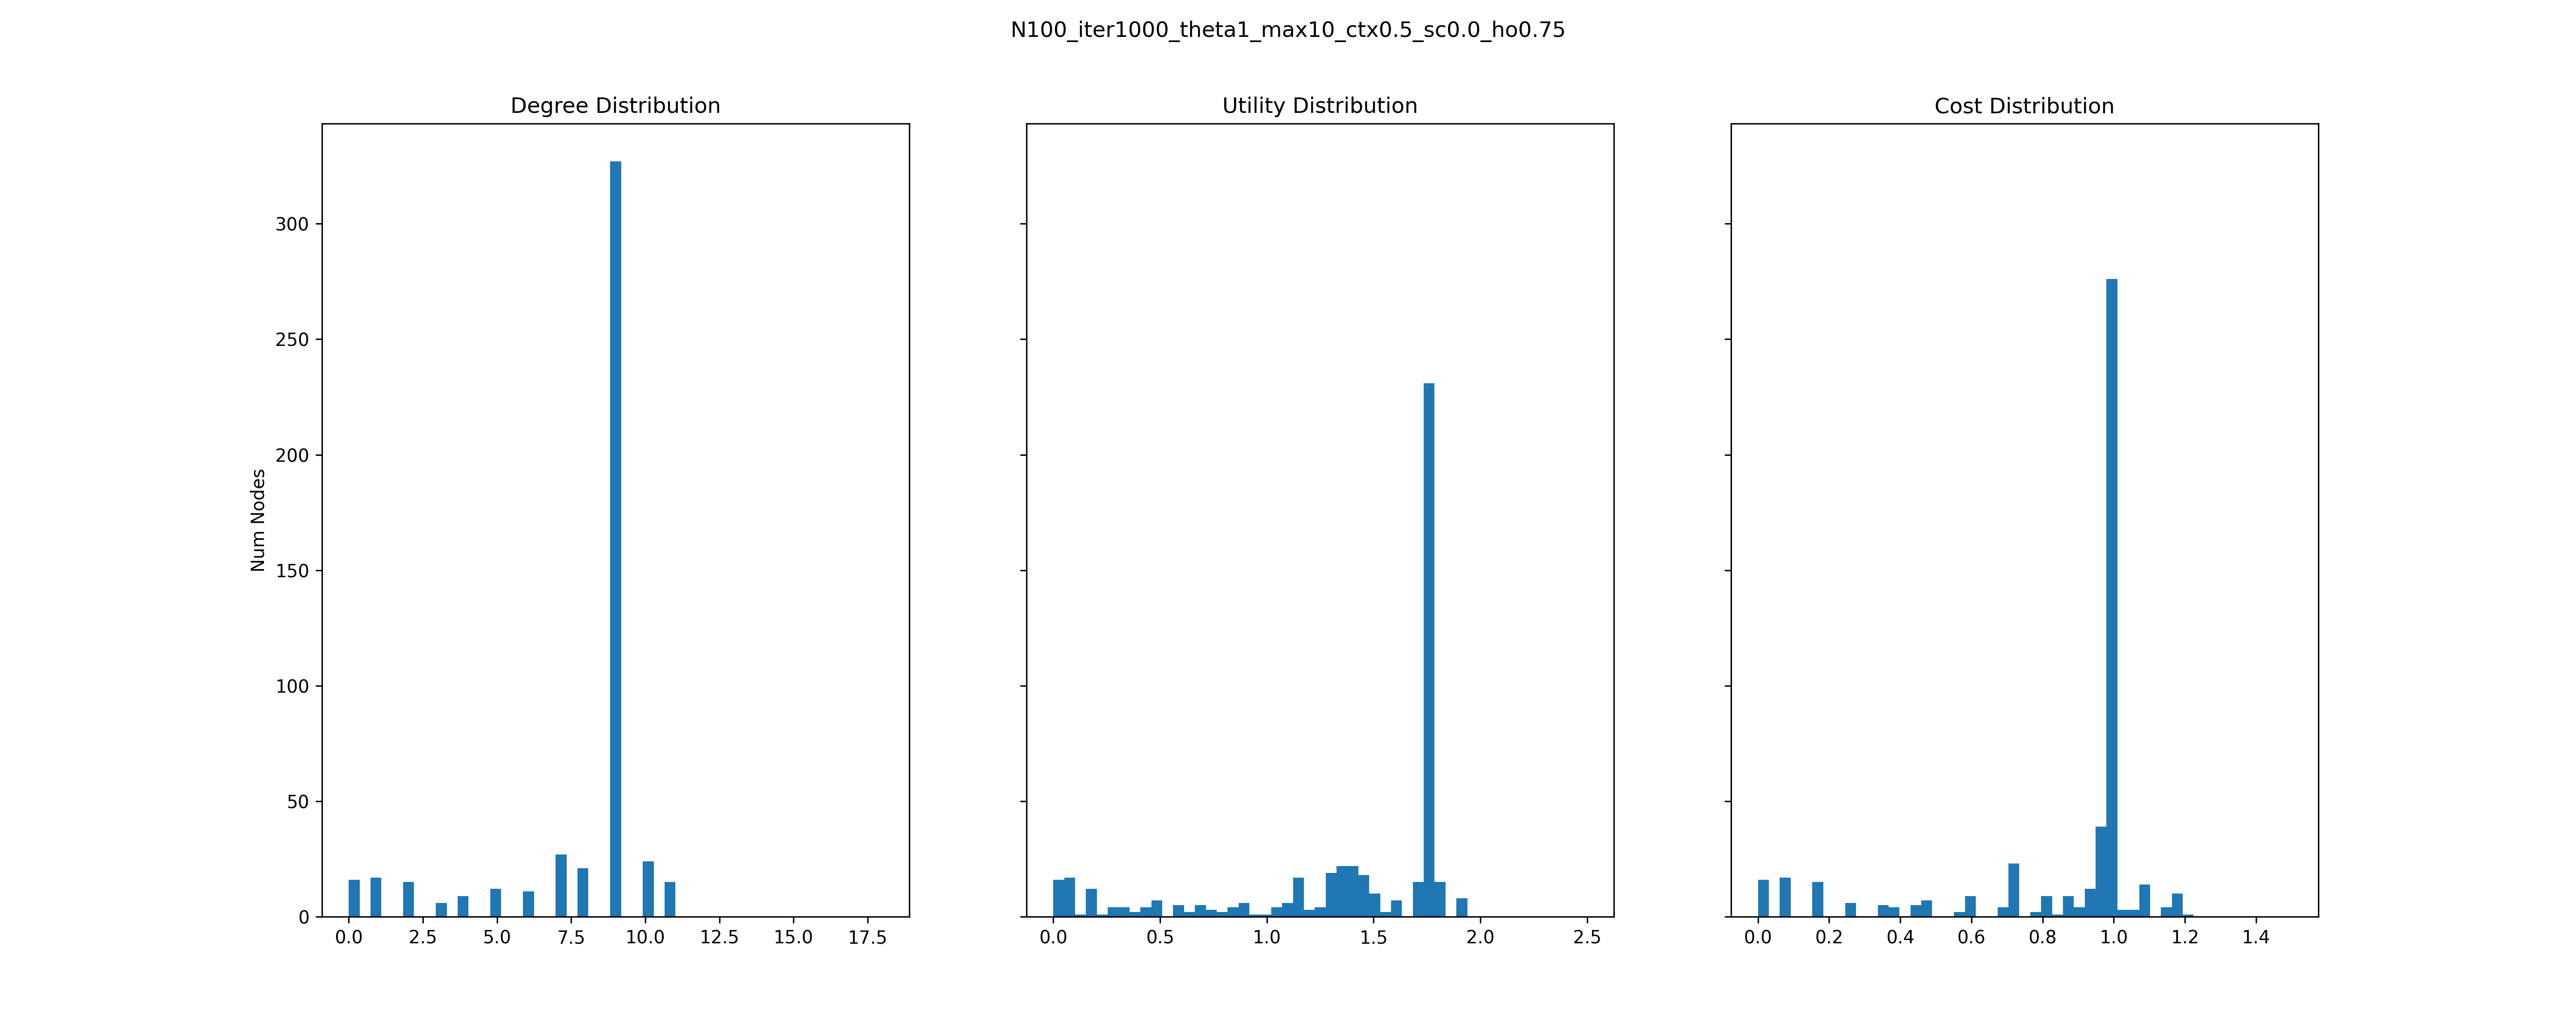 N100_iter1000_theta1_max10_ctx0.5_sc0.0_ho0.75
Degree Distribution
Utility Distribution
Cost Distribution
Num Nodes
300
250
200
150
100
50
0
0.0 2.5 5.0 7.5 10.0 12.5 15.0 17.5
0.0 0.5 1.0 1.5 2.0 2.5
0.0 0.2 0.4 0.6 0.8 1.0 1.2 1.4